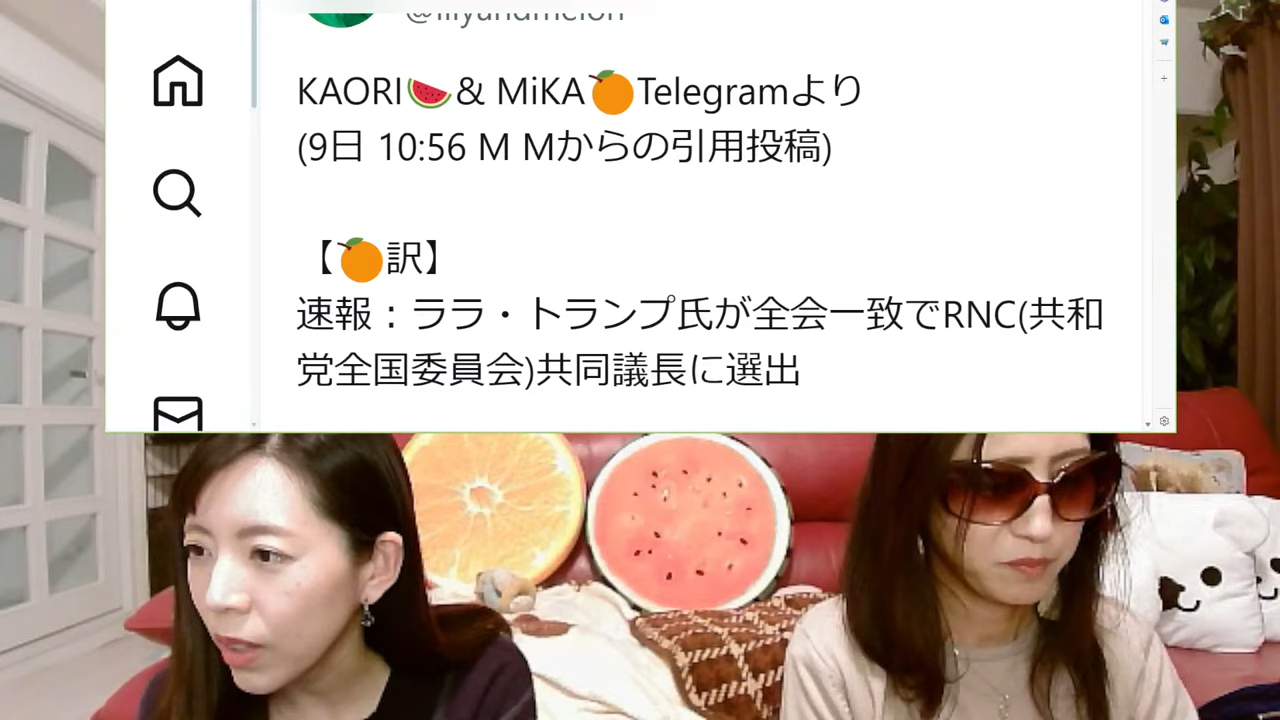 KAORI🍉& MiKA🍊Telegramより
(9日 10:56 M Mからの引用投稿)
【🍊訳】
速報：ララ・トランプ氏が全会一致でRNC(共和
党全国委員会)共同議長に選出